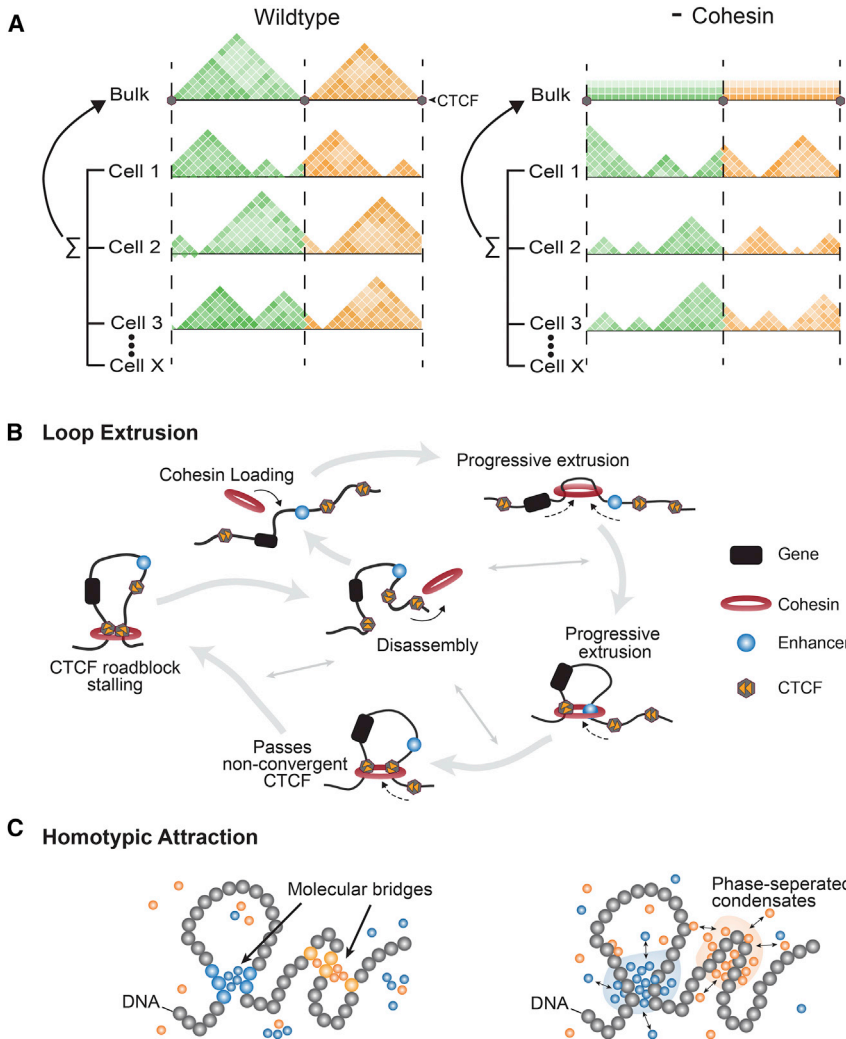 A
Wildtype
- Cohesin
Bulk
CTCF
Cell 1
Σ
Cell 2
Cell 3
Cell X
Bulk
Cell 1
Σ
Cell 2
Cell 3
Cell X
B Loop Extrusion
Cohesin Loading
Progressive extrusion
Gene
Cohesin
Enhancer
CTCF
Disassembly
CTCF roadblock
stalling
Progressive
extrusion
Passes
non-convergent
CTCF
C Homotypic Attraction
Molecular bridges
DNA
Phase-seperated
condensates
DNA